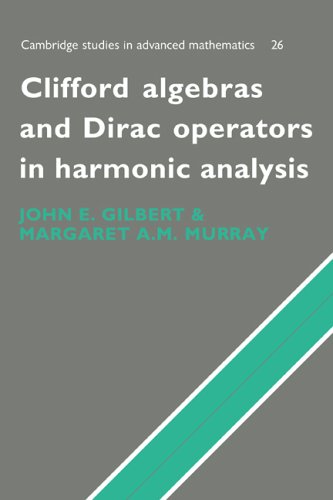 Cambridge studies in advanced mathematics 26
Clifford algebras
and Dirac operators
in harmonic analysis
JOHN E. GILBERT &
MARGARET A.M. MURRAY